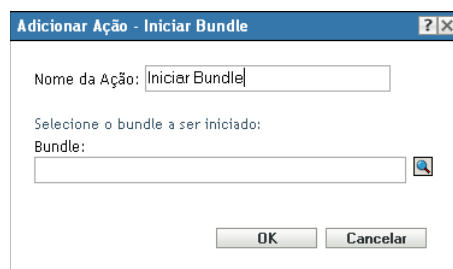 Adicionar Ação - Iniciar Bundle ? X
Nome da Ação: Iniciar Bundle
Selecione o bundle a ser iniciado:
Bundle:
OK Cancelar